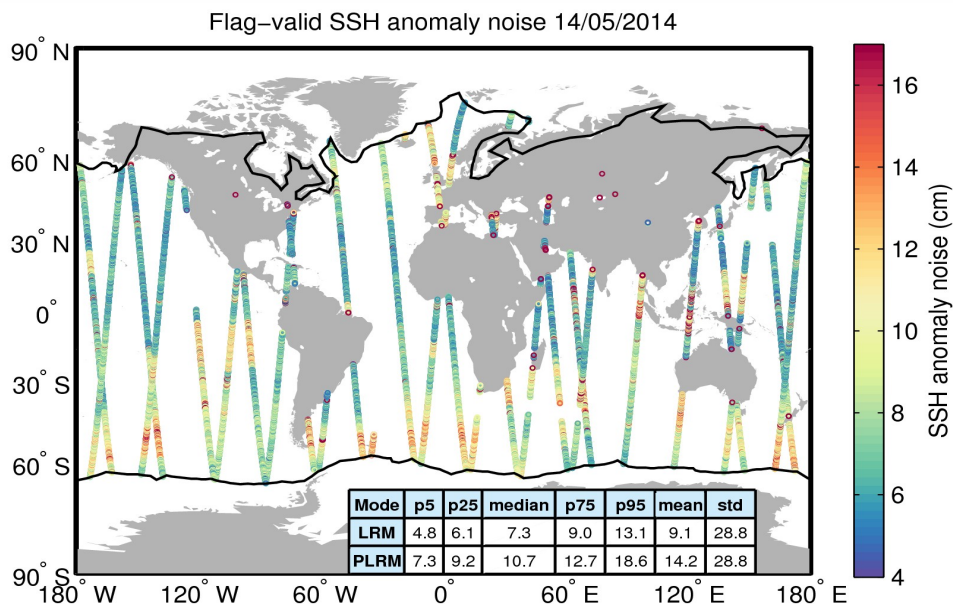 Flag−valid SSH anomaly noise 14/05/2014
90° N
60° N
30° N
0°
30° S
60° S
90° S
180° W
120° W
60° W
0°
60° E
120° E
180° E
16
14
12
10
8
6
4
SSH anomaly noise (cm)
Mode p5 p25 median p75 p95 mean std
LRM 4.8 6.1 7.3 9.0 13.1 9.1 28.8
PLRM 7.3 9.2 10.7 12.7 18.6 14.2 28.8